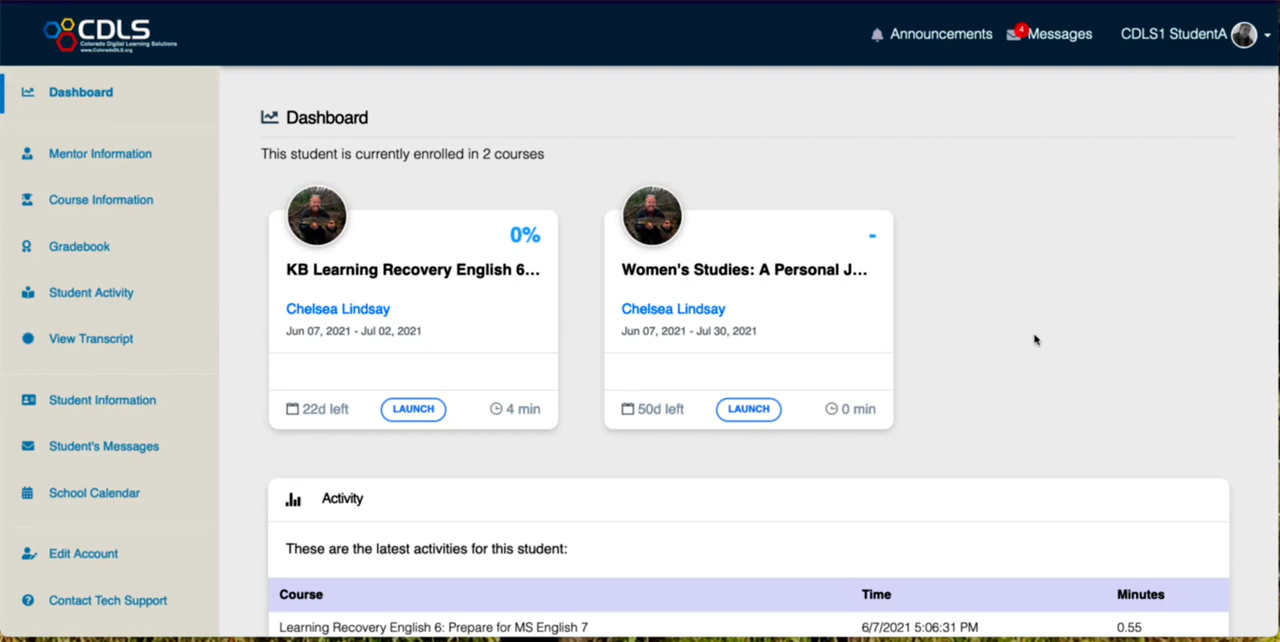 CDLS
Colorado Digital Learning Solutions
www.ColoradoDLS.org
Announcements
4
Messages
CDLS1 StudentA
Dashboard
Mentor Information
Course Information
Gradebook
Student Activity
View Transcript
Student Information
Student's Messages
School Calendar
Edit Account
Contact Tech Support
Dashboard
This student is currently enrolled in 2 courses
0%
KB Learning Recovery English 6...
Chelsea Lindsay
Jun 07, 2021 - Jul 02, 2021
22d left
LAUNCH
4 min
-
Women's Studies: A Personal J...
Chelsea Lindsay
Jun 07, 2021 - Jul 30, 2021
50d left
LAUNCH
0 min
Activity
These are the latest activities for this student:
Course Time Minutes
Learning Recovery English 6: Prepare for MS English 7 6/7/2021 5:06:31 PM 0.55